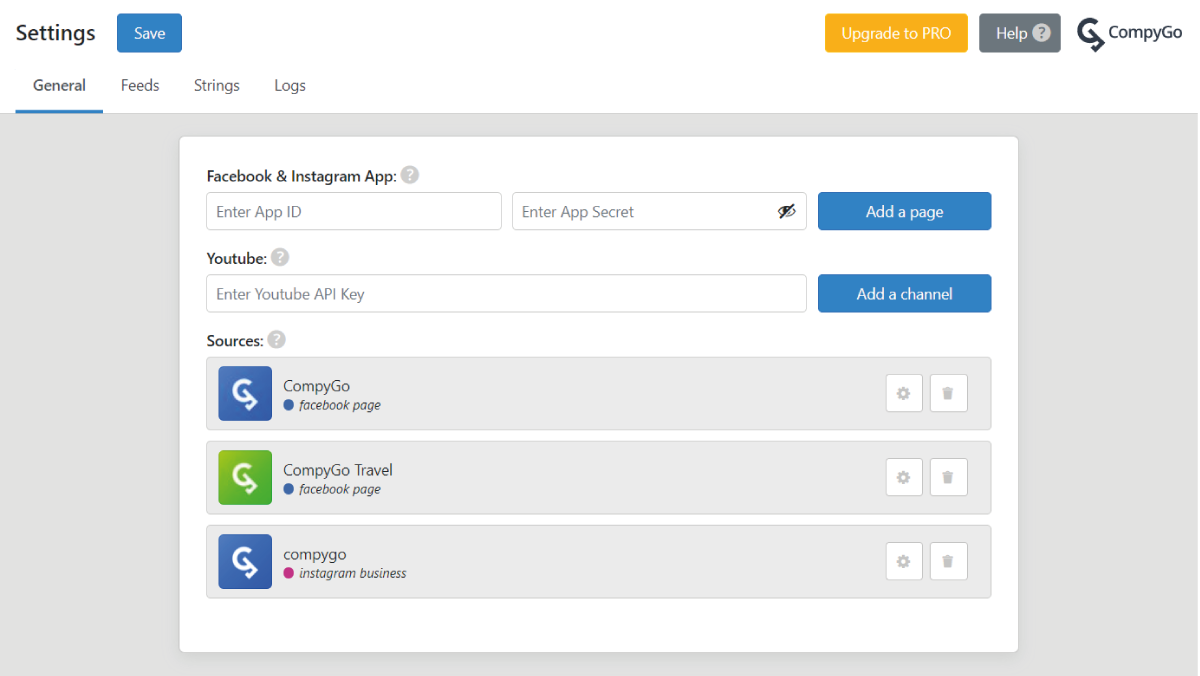 Settings Save Upgrade to PRO Help ? CompyGo
General Feeds Strings Logs
Facebook & Instagram App: ?
Enter App ID Enter App Secret Add a page
Youtube: ?
Enter Youtube API Key Add a channel
Sources: ?
CompyGo
facebook page
CompyGo Travel
facebook page
compygo
instagram business